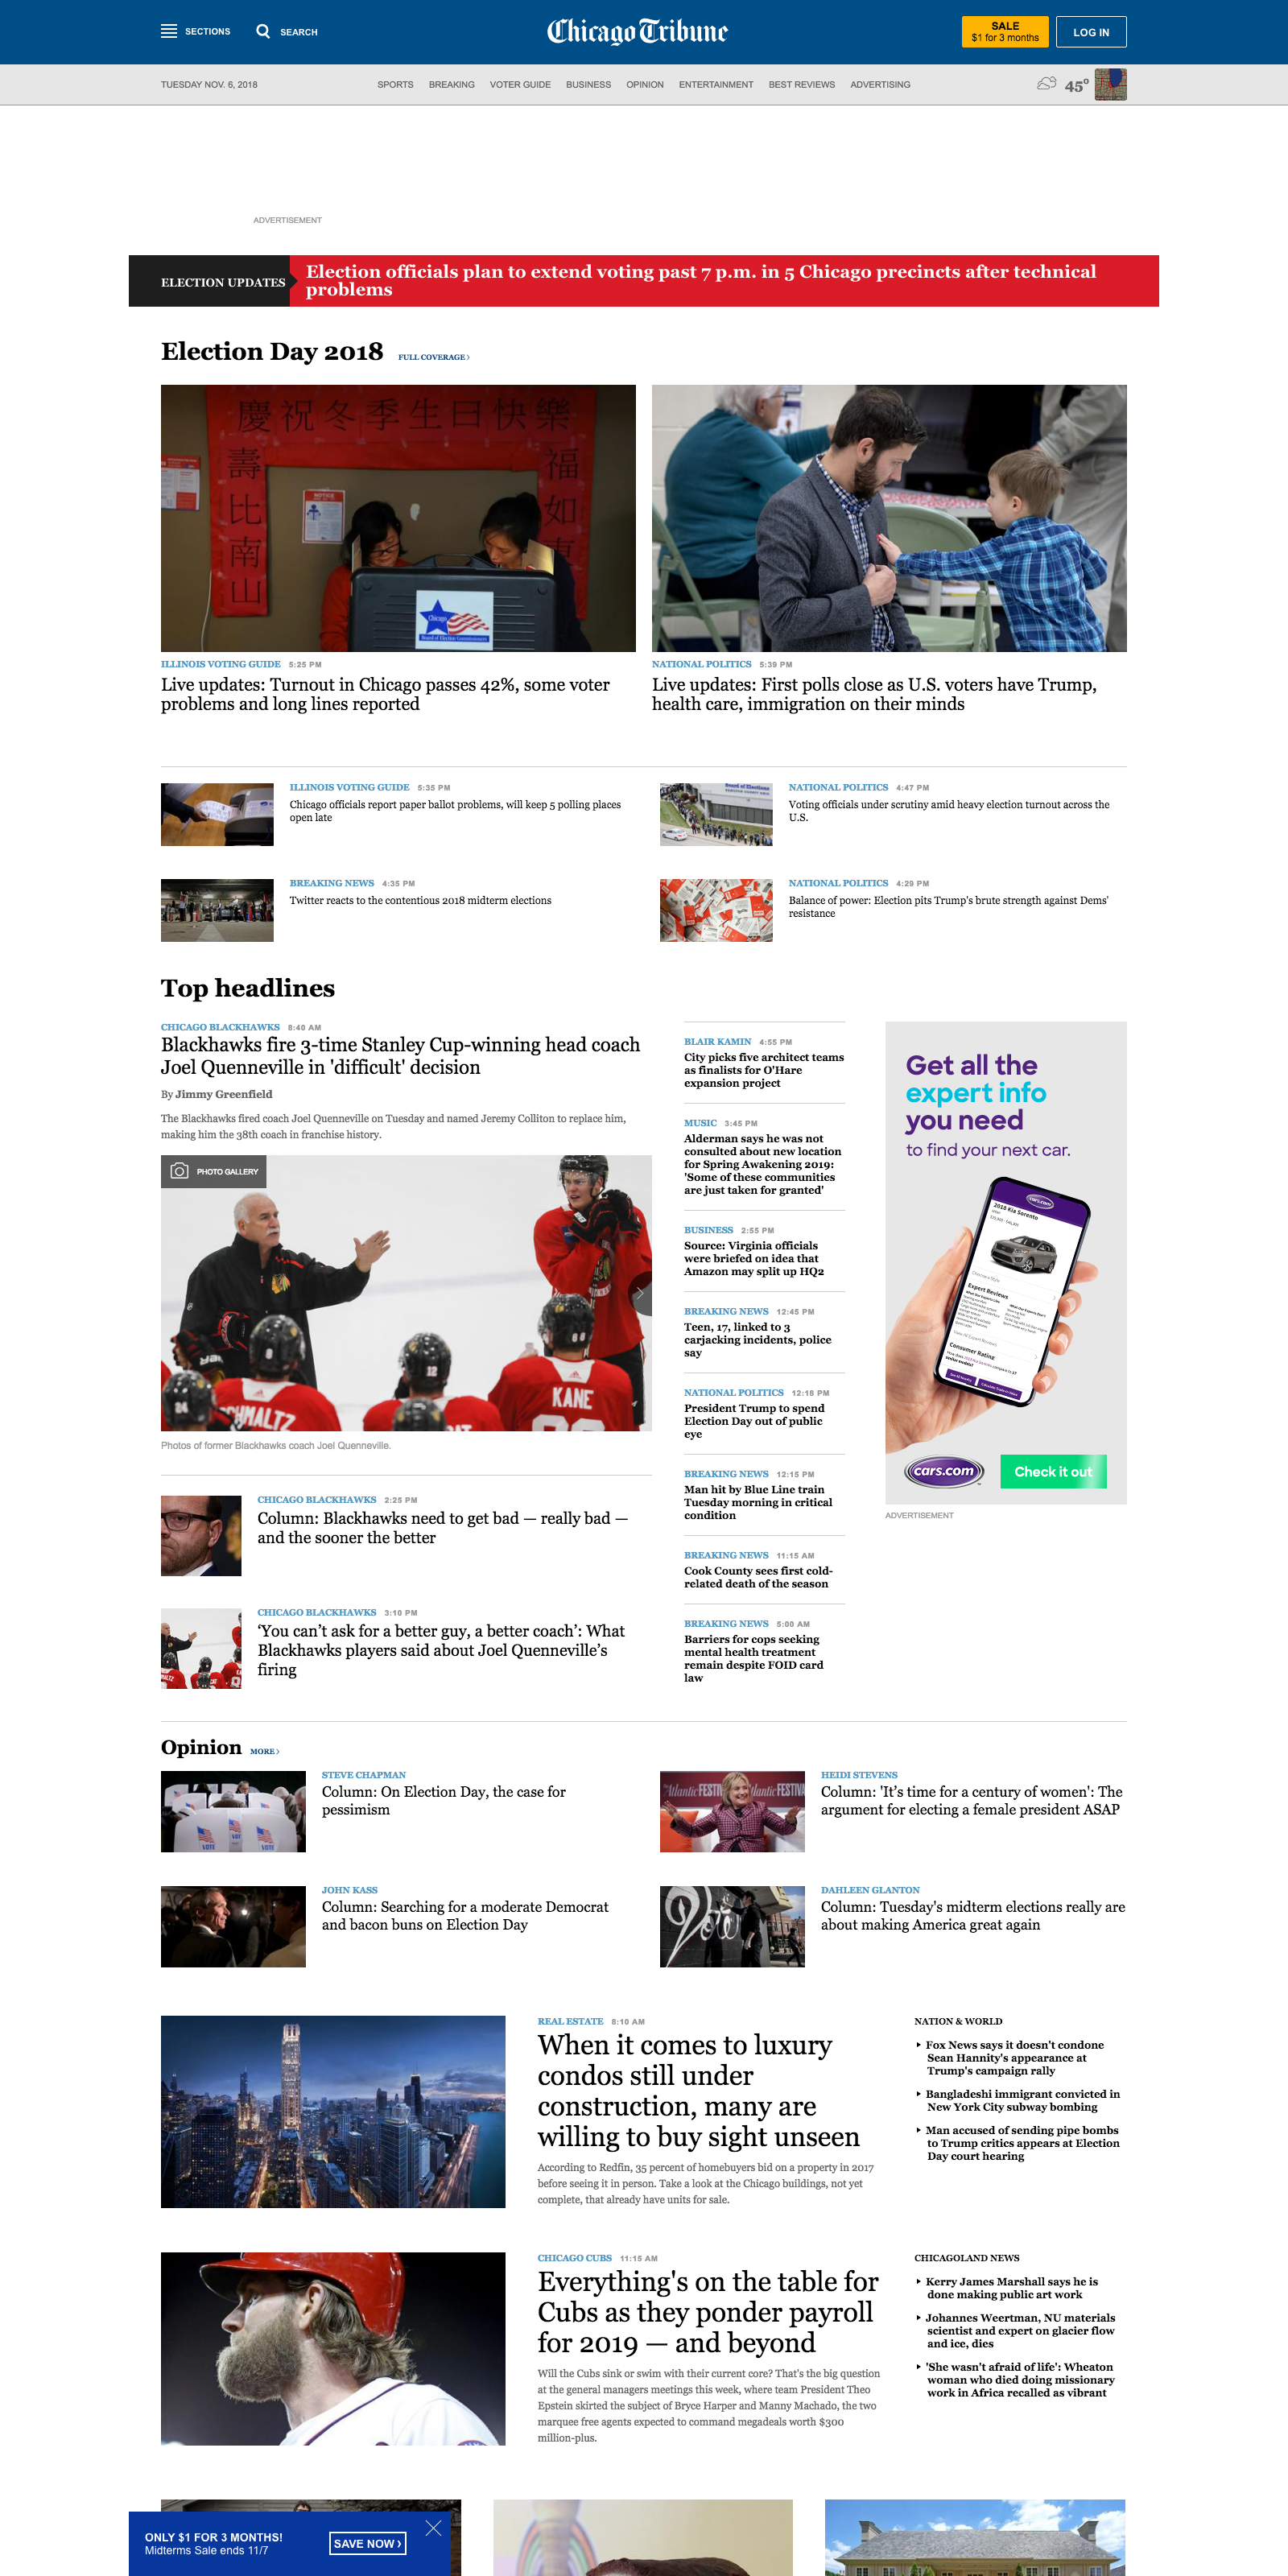 SECTIONS
SEARCH
Chicago Tribune
SALE
$1 for 3 months
LOG IN
TUESDAY NOV. 6, 2018
SPORTS BREAKING VOTER GUIDE BUSINESS OPINION ENTERTAINMENT BEST REVIEWS ADVERTISING
45°
ADVERTISEMENT
ELECTION UPDATES
Election officials plan to extend voting past 7 p.m. in 5 Chicago precincts after technical
problems
Election Day 2018 FULL COVERAGE ›
慶祝冬季生日快樂
壽比南山
福如東
NOTICE
Chicago
Board of Election Commissioners
ILLINOIS VOTING GUIDE 5:25 PM
Live updates: Turnout in Chicago passes 42%, some voter
problems and long lines reported
NATIONAL POLITICS 5:39 PM
Live updates: First polls close as U.S. voters have Trump,
health care, immigration on their minds
ILLINOIS VOTING GUIDE 5:35 PM
Chicago officials report paper ballot problems, will keep 5 polling places
open late
Board of Elections
NATIONAL POLITICS 4:47 PM
Voting officials under scrutiny amid heavy election turnout across the
U.S.
BREAKING NEWS 4:35 PM
Twitter reacts to the contentious 2018 midterm elections
NATIONAL POLITICS 4:29 PM
Balance of power: Election pits Trump's brute strength against Dems'
resistance
Top headlines
CHICAGO BLACKHAWKS 8:40 AM
Blackhawks fire 3-time Stanley Cup-winning head coach
Joel Quenneville in 'difficult' decision
By Jimmy Greenfield
The Blackhawks fired coach Joel Quenneville on Tuesday and named Jeremy Colliton to replace him,
making him the 38th coach in franchise history.
PHOTO GALLERY
KANE
Photos of former Blackhawks coach Joel Quenneville.
CHICAGO BLACKHAWKS 2:25 PM
Column: Blackhawks need to get bad — really bad —
and the sooner the better
CHICAGO BLACKHAWKS 3:10 PM
‘You can’t ask for a better guy, a better coach’: What
Blackhawks players said about Joel Quenneville’s
firing
BLAIR KAMIN 4:55 PM
City picks five architect teams
as finalists for O'Hare
expansion project
MUSIC 3:45 PM
Alderman says he was not
consulted about new location
for Spring Awakening 2019:
'Some of these communities
are just taken for granted'
BUSINESS 2:55 PM
Source: Virginia officials
were briefed on idea that
Amazon may split up HQ2
BREAKING NEWS 12:45 PM
Teen, 17, linked to 3
carjacking incidents, police
say
NATIONAL POLITICS 12:18 PM
President Trump to spend
Election Day out of public
eye
BREAKING NEWS 12:15 PM
Man hit by Blue Line train
Tuesday morning in critical
condition
BREAKING NEWS 11:15 AM
Cook County sees first cold-
related death of the season
BREAKING NEWS 5:00 AM
Barriers for cops seeking
mental health treatment
remain despite FOID card
law
Get all the
expert info
you need
to find your next car.
cars.com
2018 Kia Sorento
Expert Reviews
Consumer Rating
cars.com
Check it out
ADVERTISEMENT
Opinion MORE ›
VOTE VOTE VOTE
STEVE CHAPMAN
Column: On Election Day, the case for
pessimism
Atlantic FESTIV
HEIDI STEVENS
Column: 'It’s time for a century of women': The
argument for electing a female president ASAP
JOHN KASS
Column: Searching for a moderate Democrat
and bacon buns on Election Day
Vote
DAHLEEN GLANTON
Column: Tuesday's midterm elections really are
about making America great again
REAL ESTATE 8:10 AM
When it comes to luxury
condos still under
construction, many are
willing to buy sight unseen
According to Redfin, 35 percent of homebuyers bid on a property in 2017
before seeing it in person. Take a look at the Chicago buildings, not yet
complete, that already have units for sale.
NATION & WORLD
Fox News says it doesn't condone
Sean Hannity's appearance at
Trump's campaign rally
Bangladeshi immigrant convicted in
New York City subway bombing
Man accused of sending pipe bombs
to Trump critics appears at Election
Day court hearing
CHICAGO CUBS 11:15 AM
Everything's on the table for
Cubs as they ponder payroll
for 2019 — and beyond
Will the Cubs sink or swim with their current core? That's the big question
at the general managers meetings this week, where team President Theo
Epstein skirted the subject of Bryce Harper and Manny Machado, the two
marquee free agents expected to command megadeals worth $300
million-plus.
CHICAGOLAND NEWS
Kerry James Marshall says he is
done making public art work
Johannes Weertman, NU materials
scientist and expert on glacier flow
and ice, dies
'She wasn't afraid of life': Wheaton
woman who died doing missionary
work in Africa recalled as vibrant
ONLY $1 FOR 3 MONTHS!
Midterms Sale ends 11/7
SAVE NOW ›